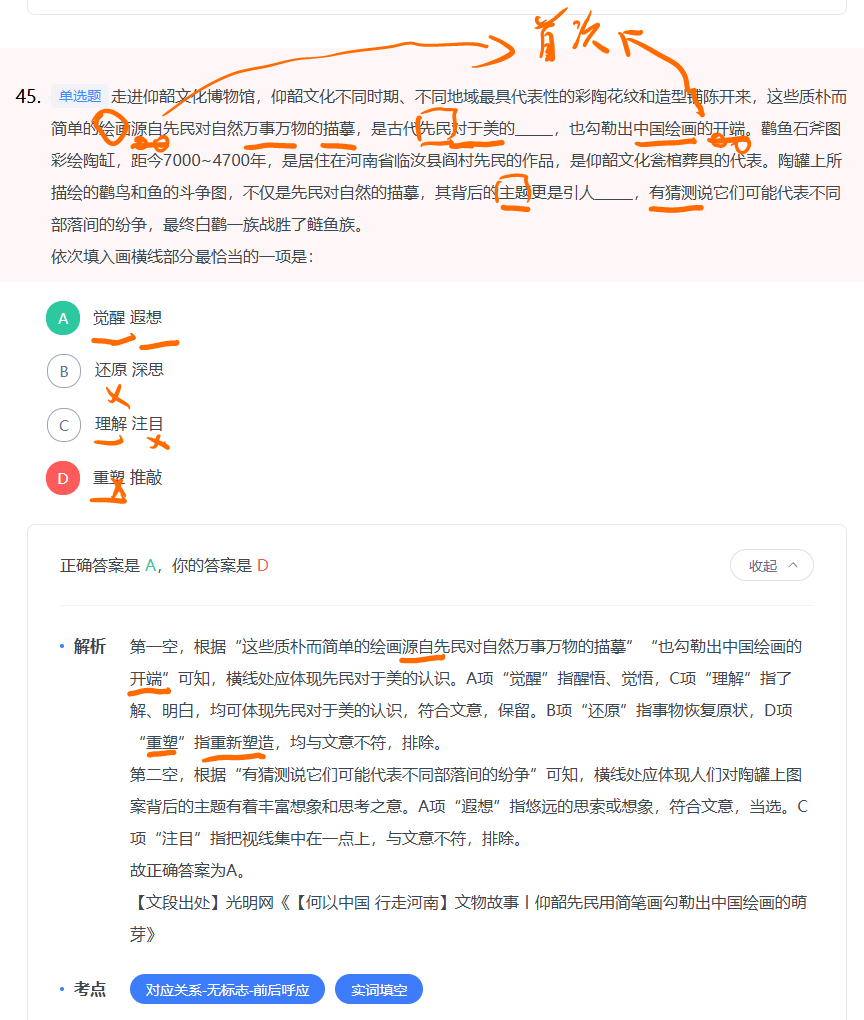 首次
45. 单选题 走进仰韶文化博物馆，仰韶文化不同时期、不同地域最具代表性的彩陶花纹和造型铺陈开来，这些质朴而
简单的绘画源自先民对自然万事万物的描摹，是古代先民对于美的____，也勾勒出中国绘画的开端。鹳鱼石斧图
彩绘陶缸，距今7000~4700年，是居住在河南省临汝县阎村先民的作品，是仰韶文化瓮棺葬具的代表。陶罐上所
描绘的鹳鸟和鱼的斗争图，不仅是先民对自然的描摹，其背后的主题更是引人____，有猜测说它们可能代表不同
部落间的纷争，最终白鹳一族战胜了鲢鱼族。
依次填入画横线部分最恰当的一项是：
A 觉醒 遐想
B 还原 深思
C 理解 注目
D 重塑 推敲
正确答案是 A，你的答案是 D
收起
解析 第一空，根据“这些质朴而简单的绘画源自先民对自然万事万物的描摹”“也勾勒出中国绘画的
开端”可知，横线处应体现先民对于美的认识。A项“觉醒”指醒悟、觉悟，C项“理解”指了
解、明白，均可体现先民对于美的认识，符合文意，保留。B项“还原”指事物恢复原状，D项
“重塑”指重新塑造，均与文意不符，排除。
第二空，根据“有猜测说它们可能代表不同部落间的纷争”可知，横线处应体现人们对陶罐上图
案背后的主题有着丰富想象和思考之意。A项“遐想”指悠远的思索或想象，符合文意，当选。C
项“注目”指把视线集中在一点上，与文意不符，排除。
故正确答案为A。
【文段出处】光明网《【何以中国 行走河南】文物故事丨仰韶先民用简笔画勾勒出中国绘画的萌
芽》
考点 对应关系-无标志-前后呼应 实词填空